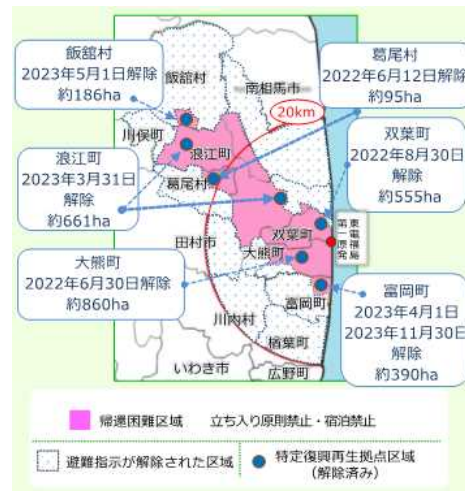 飯舘村
2023年5月1日解除
約186ha
葛尾村
2022年6月12日解除
約95ha
飯舘村
南相馬市
20km
川俣町
浪江町
双葉町
2022年8月30日
解除
約555ha
浪江町
2023年3月31日
解除
約661ha
葛尾村
双葉町
東電福島
第一原発
田村市
大熊町
大熊町
2022年6月30日解除
約860ha
富岡町
富岡町
2023年4月1日
2023年11月30日
解除
約390ha
川内村
楢葉町
いわき市
広野町
帰還困難区域 立ち入り原則禁止・宿泊禁止
避難指示が解除された区域
特定復興再生拠点区域
(解除済み)